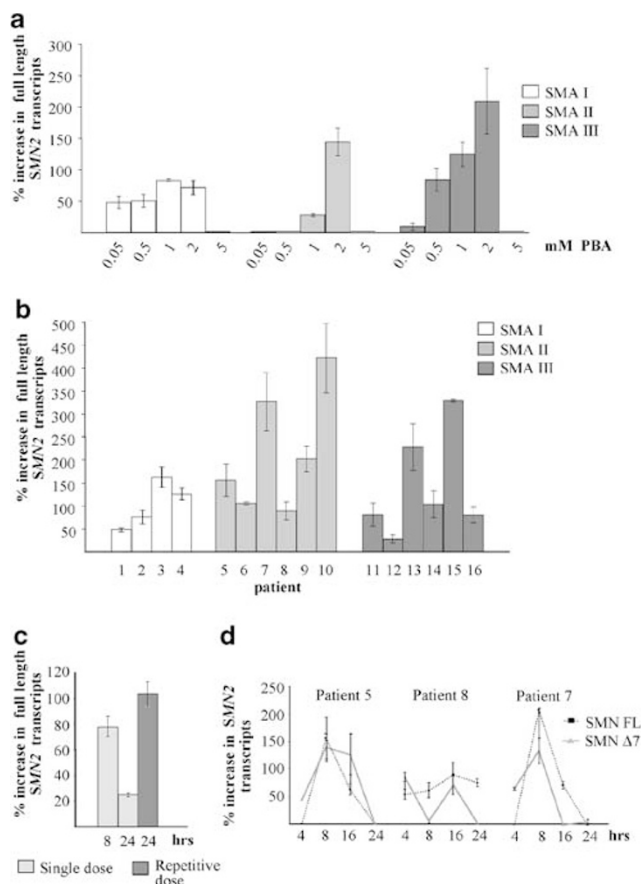 a
% increase in full length
SMN2 transcripts
300
250
200
150
100
50
0.05 0.5 1 2 5 0.05 0.5 1 2 5 0.05 0.5 1 2 5 mM PBA
SMA I
SMA II
SMA III
b
% increase in full length
SMN2 transcripts
500
450
400
350
300
250
200
150
100
50
1 2 3 4 5 6 7 8 9 10 11 12 13 14 15 16
patient
SMA I
SMA II
SMA III
c
% increase in full length
SMN2 transcripts
120
100
80
60
40
20
8 24 24 hrs
Single dose
Repetitive
dose
d
% increase in SMN2
transcripts
250
200
150
100
50
Patient 5 Patient 8 Patient 7
SMN FL
SMN Δ7
4 8 16 24 4 8 16 24 4 8 16 24 hrs